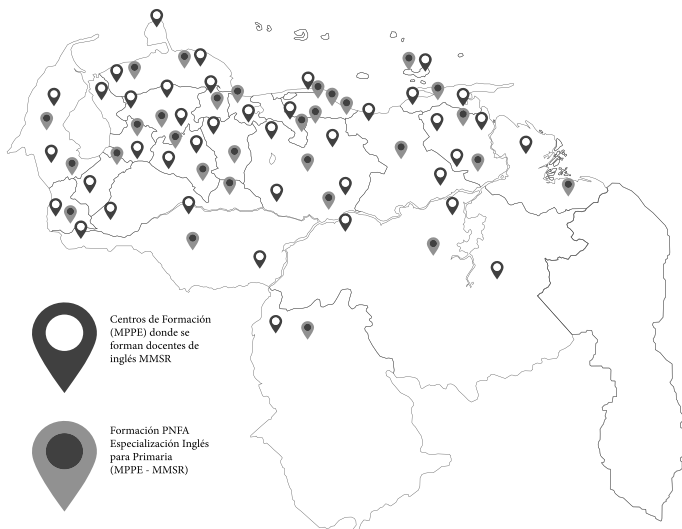 Centros de Formación
(MPPE) donde se
forman docentes de
inglés MMSR
Formación PNFA
Especialización Inglés
para Primaria
(MPPE - MMSR)